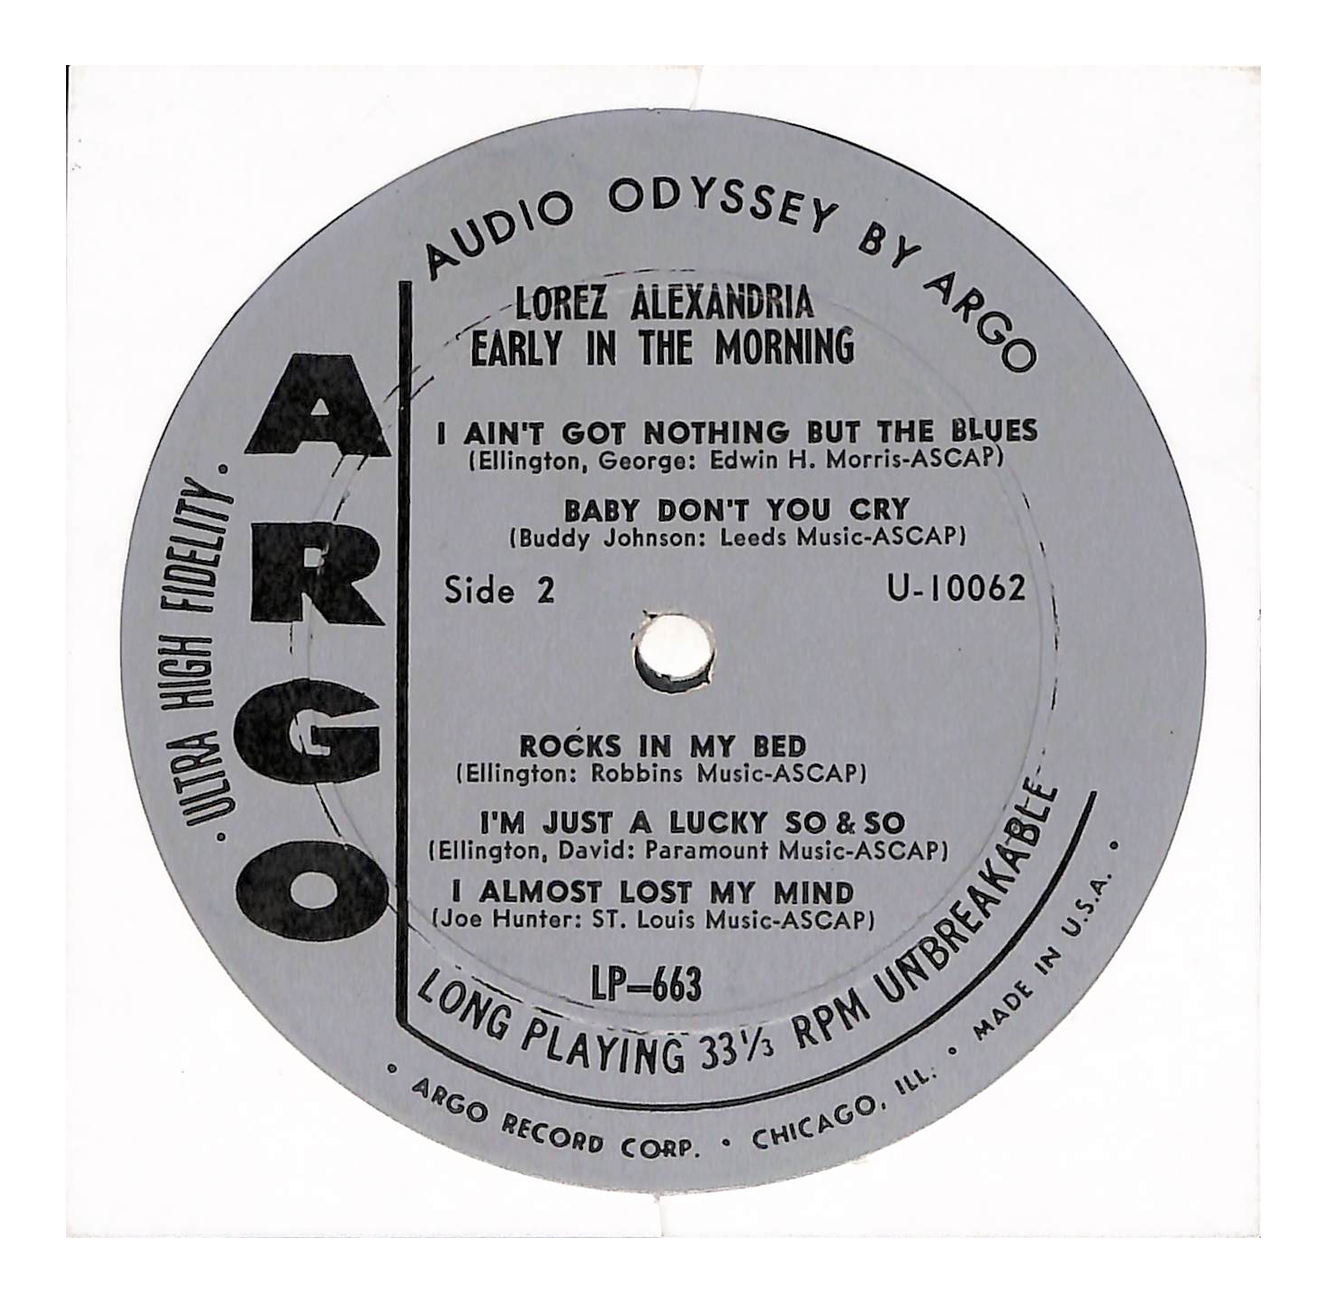 AUDIO ODYSSEY BY ARGO
LOREZ ALEXANDRIA
EARLY IN THE MORNING
I AIN'T GOT NOTHING BUT THE BLUES
(Ellington, George: Edwin H. Morris-ASCAP)
BABY DON'T YOU CRY
(Buddy Johnson: Leeds Music-ASCAP)
Side 2 U-10062
ROCKS IN MY BED
(Ellington: Robbins Music-ASCAP)
I'M JUST A LUCKY SO & SO
(Ellington, David: Paramount Music-ASCAP)
I ALMOST LOST MY MIND
(Joe Hunter: ST. Louis Music-ASCAP)
LP-663
LONG PLAYING 33 1/3 RPM UNBREAKABLE
• ARGO RECORD CORP. • CHICAGO, ILL. • MADE IN U.S.A. •
ARGO
• ULTRA HIGH FIDELITY •